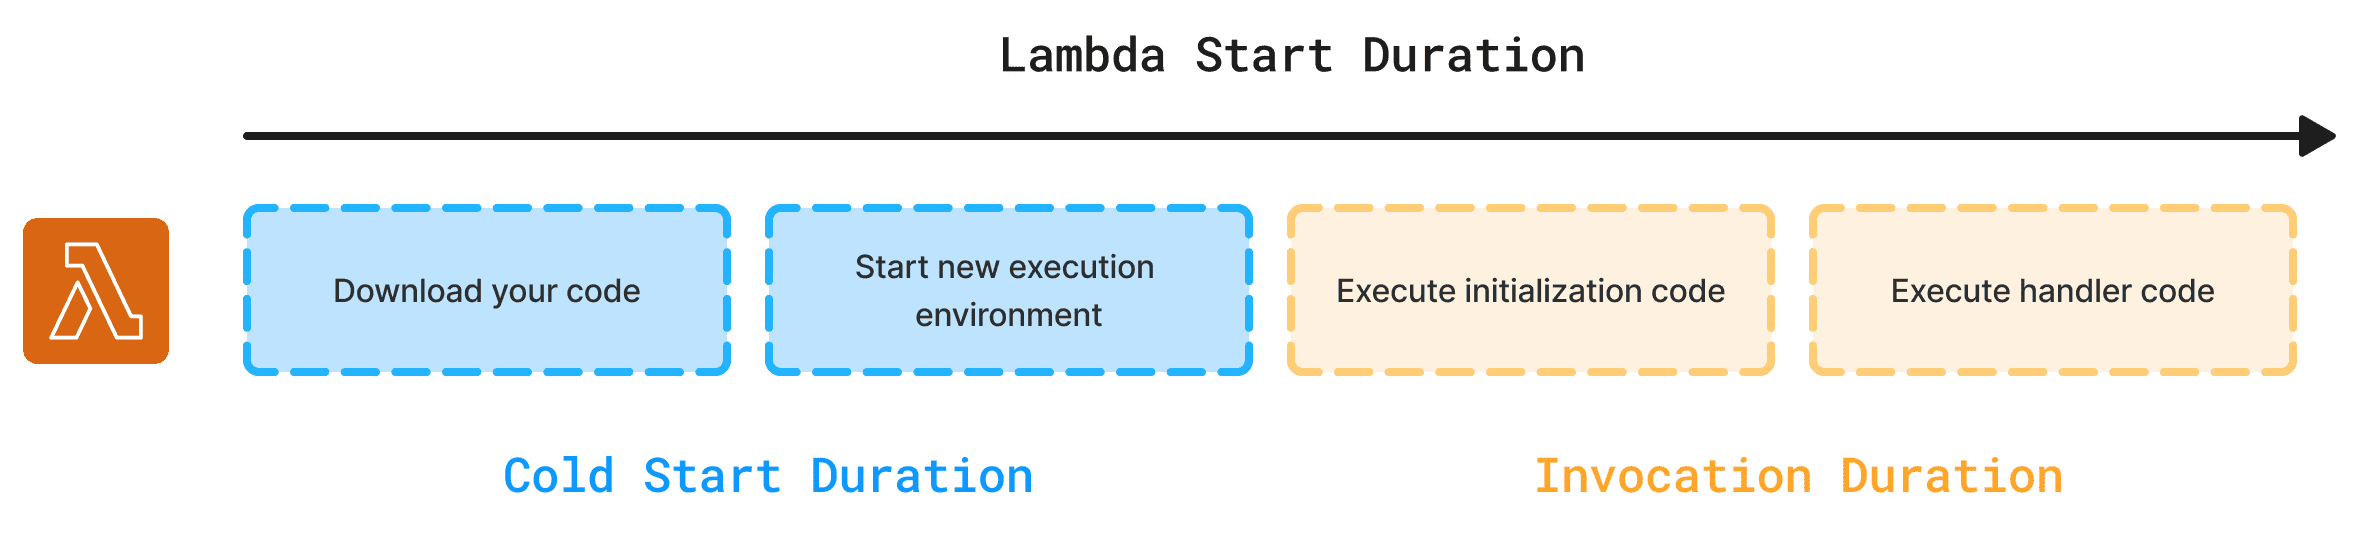 Lambda Start Duration
Download your code
Start new execution
environment
Execute initialization code
Execute handler code
Cold Start Duration
Invocation Duration